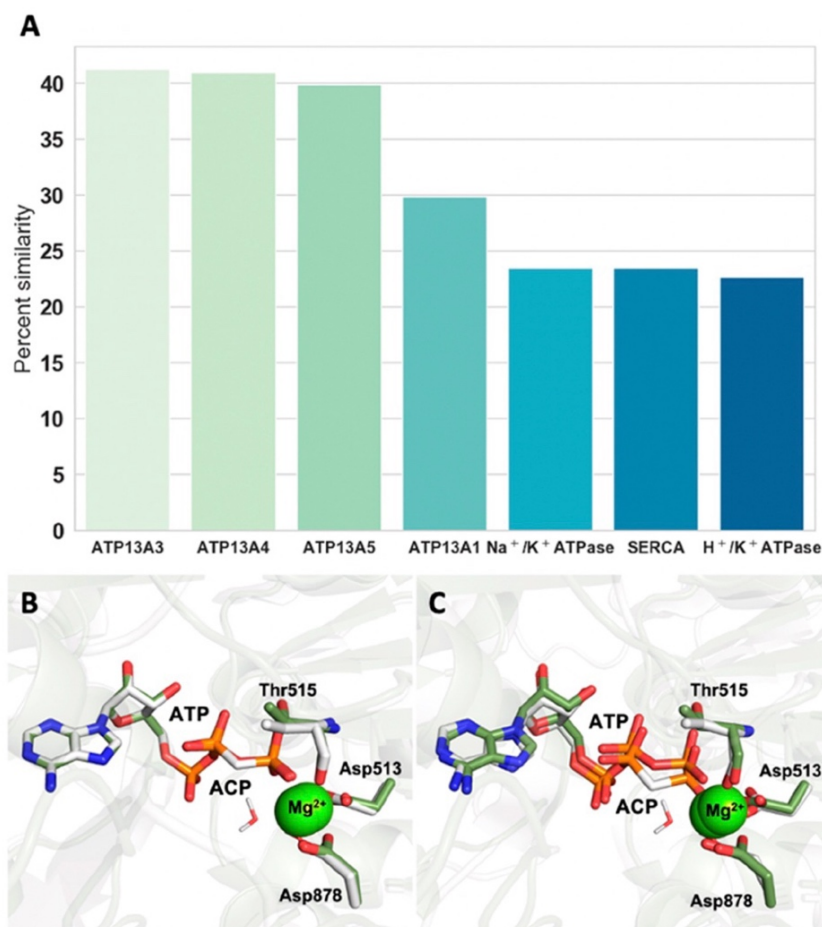 A
Percent similarity
40
35
30
25
20
15
10
5
0
ATP13A3 ATP13A4 ATP13A5 ATP13A1 Na⁺/K⁺ ATPase SERCA H⁺/K⁺ ATPase
B
Thr515
ATP
Asp513
ACP
Mg²⁺
Asp878
C
Thr515
ATP
Asp513
ACP
Mg²⁺
Asp878